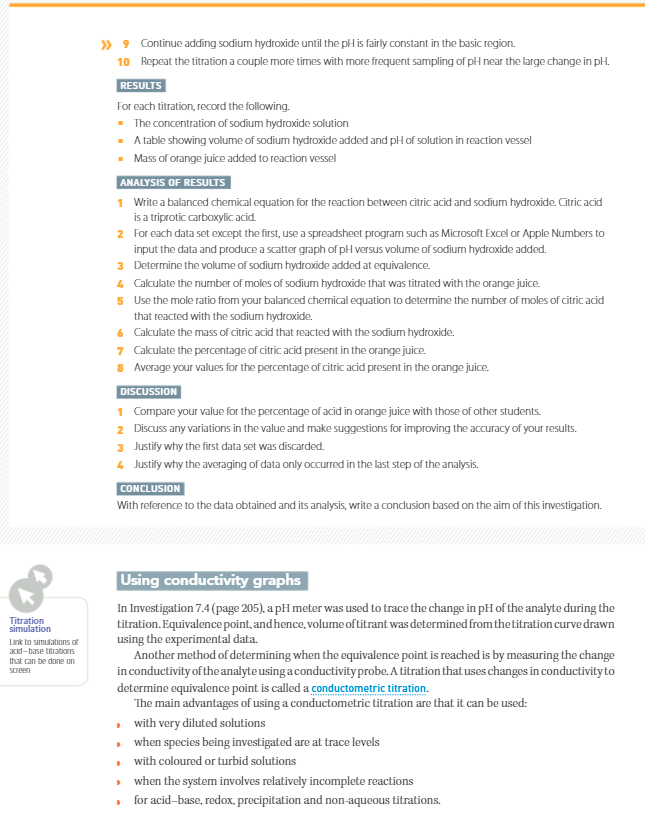 » 9 Continue adding sodium hydroxide until the pH is fairly constant in the basic region.
10 Repeat the titration a couple more times with more frequent sampling of pH near the large change in pH.
RESULTS
For each titration, record the following.
▪ The concentration of sodium hydroxide solution
▪ A table showing volume of sodium hydroxide added and pH of solution in reaction vessel
▪ Mass of orange juice added to reaction vessel
ANALYSIS OF RESULTS
1 Write a balanced chemical equation for the reaction between citric acid and sodium hydroxide. Citric acid
is a triprotic carboxylic acid.
2 For each data set except the first, use a spreadsheet program such as Microsoft Excel or Apple Numbers to
input the data and produce a scatter graph of pH versus volume of sodium hydroxide added.
3 Determine the volume of sodium hydroxide added at equivalence.
4 Calculate the number of moles of sodium hydroxide that was titrated with the orange juice.
5 Use the mole ratio from your balanced chemical equation to determine the number of moles of citric acid
that reacted with the sodium hydroxide.
6 Calculate the mass of citric acid that reacted with the sodium hydroxide.
7 Calculate the percentage of citric acid present in the orange juice.
8 Average your values for the percentage of citric acid present in the orange juice.
DISCUSSION
1 Compare your value for the percentage of acid in orange juice with those of other students.
2 Discuss any variations in the value and make suggestions for improving the accuracy of your results.
3 Justify why the first data set was discarded.
4 Justify why the averaging of data only occurred in the last step of the analysis.
CONCLUSION
With reference to the data obtained and its analysis, write a conclusion based on the aim of this investigation.
Titration
simulation
Link to simulations of
acid–base titrations
that can be done on
screen
Using conductivity graphs
In Investigation 7.4 (page 205), a pH meter was used to trace the change in pH of the analyte during the
titration. Equivalence point, and hence, volume of titrant was determined from the titration curve drawn
using the experimental data.
Another method of determining when the equivalence point is reached is by measuring the change
in conductivity of the analyte using a conductivity probe. A titration that uses changes in conductivity to
determine equivalence point is called a conductometric titration.
The main advantages of using a conductometric titration are that it can be used:
with very diluted solutions
when species being investigated are at trace levels
with coloured or turbid solutions
when the system involves relatively incomplete reactions
for acid–base, redox, precipitation and non-aqueous titrations.